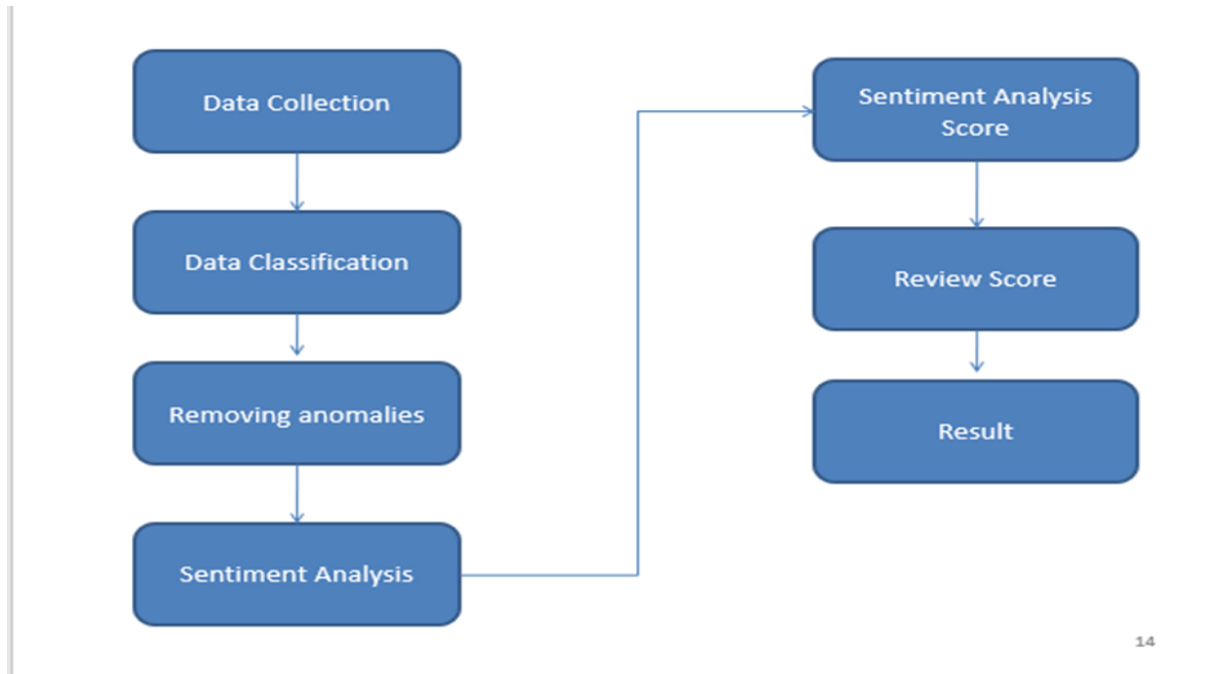 Data Collection
Data Classification
Removing anomalies
Sentiment Analysis
Sentiment Analysis
Score
Review Score
Result
14